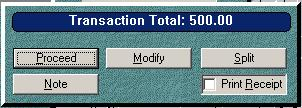 Transaction Total: 500.00
Proceed Modify Split
Note Print Receipt